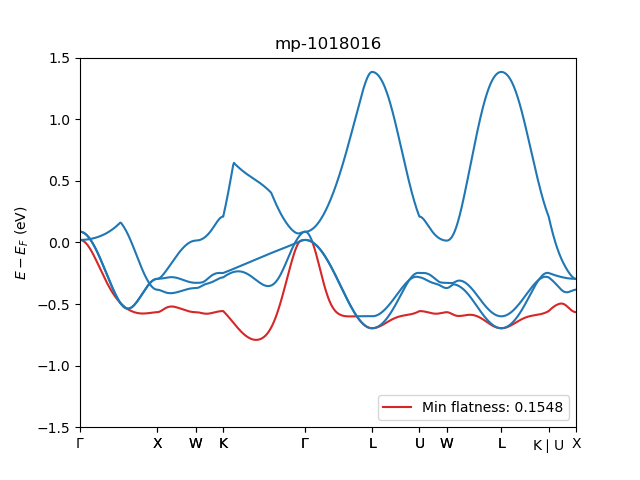 mp-1018016
E − E_F (eV)
1.5
1.0
0.5
0.0
−0.5
−1.0
−1.5
Min flatness: 0.1548
Γ X W K Γ L U W L K | U X